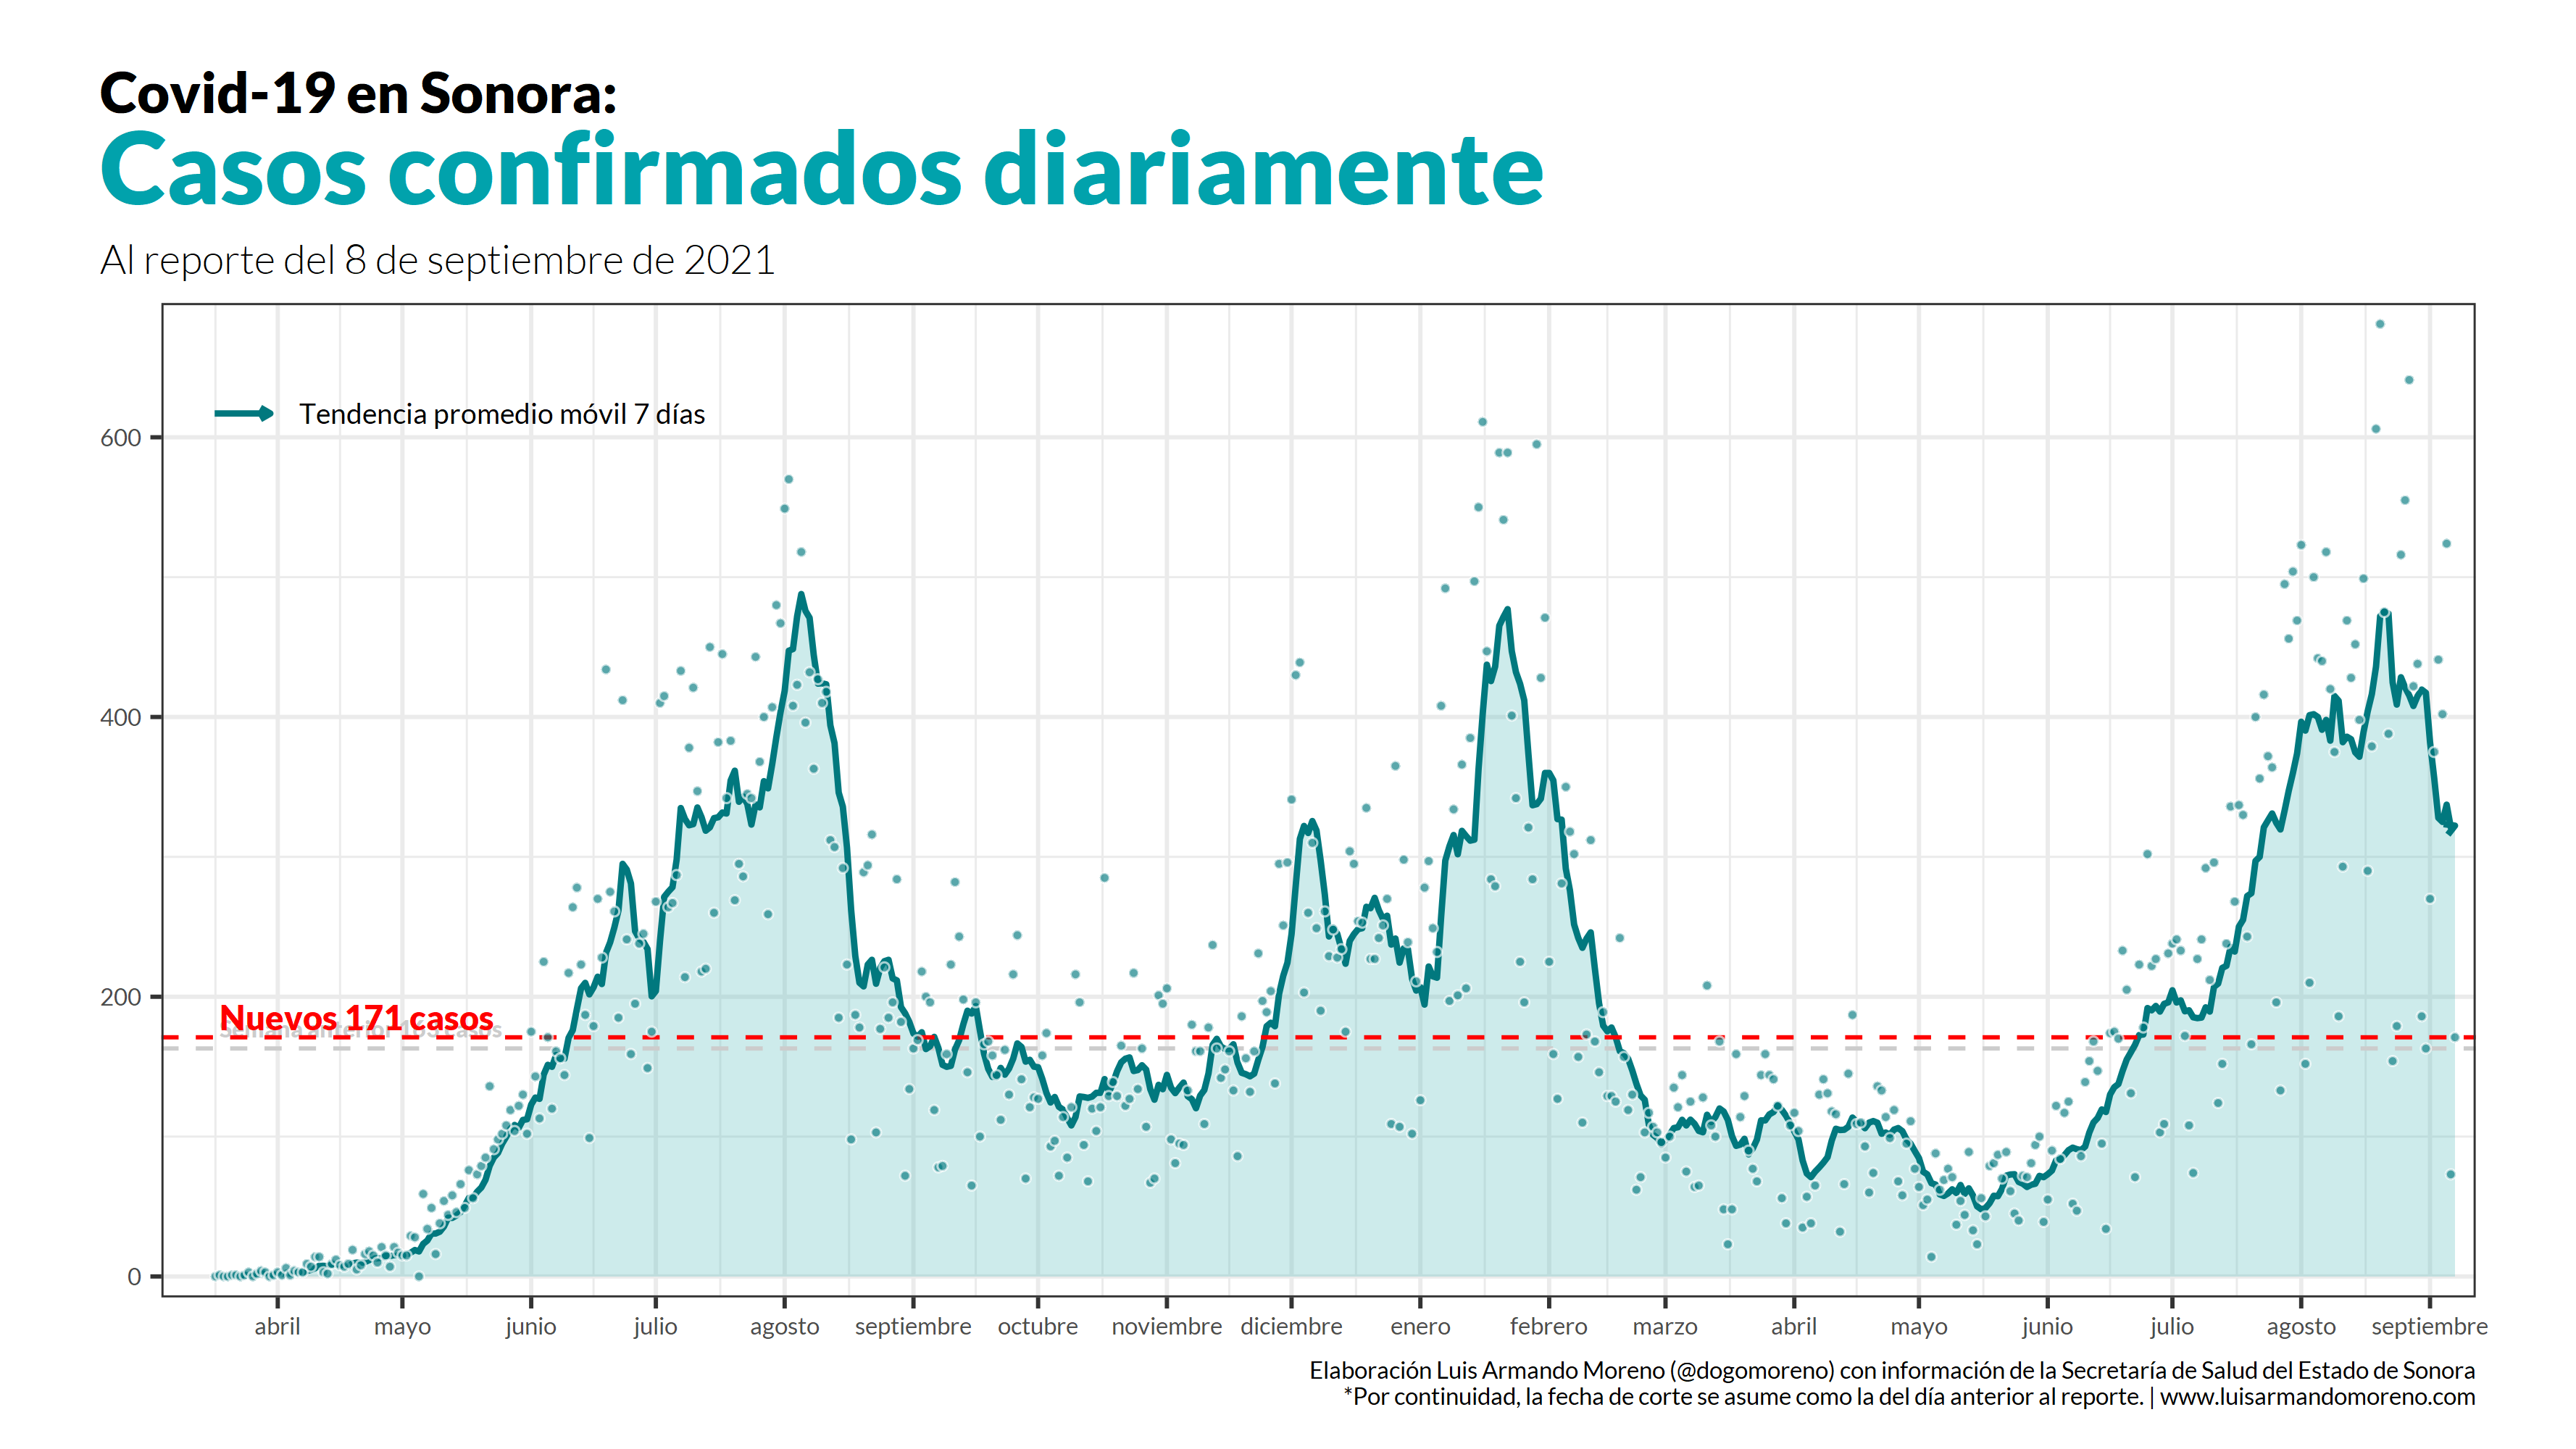 Covid-19 en Sonora:
Casos confirmados diariamente
Al reporte del 8 de septiembre de 2021
Tendencia promedio móvil 7 días
600
400
200
0
Nuevos 171 casos
Semana anterior casos
abril mayo junio julio agosto septiembre octubre noviembre diciembre enero febrero marzo abril mayo junio julio agosto septiembre
Elaboración Luis Armando Moreno (@dogomoreno) con información de la Secretaría de Salud del Estado de Sonora
*Por continuidad, la fecha de corte se asume como la del día anterior al reporte. | www.luisarmandomoreno.com